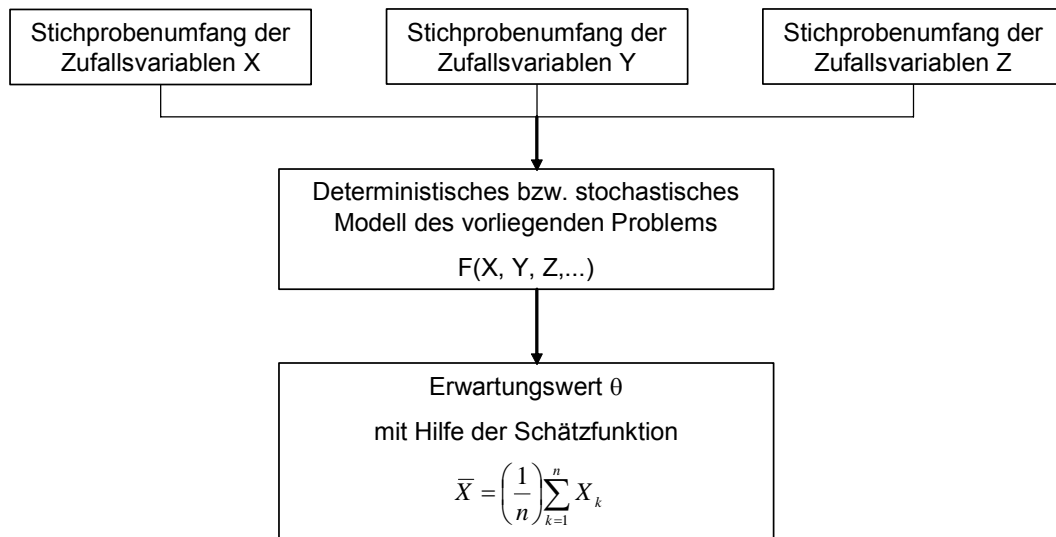 Stichprobenumfang der
Zufallsvariablen X
Stichprobenumfang der
Zufallsvariablen Y
Stichprobenumfang der
Zufallsvariablen Z
Deterministisches bzw. stochastisches
Modell des vorliegenden Problems
F(X, Y, Z,...)
Erwartungswert θ
mit Hilfe der Schätzfunktion
X̄ = (1/n) ∑_{k=1}^{n} X_k